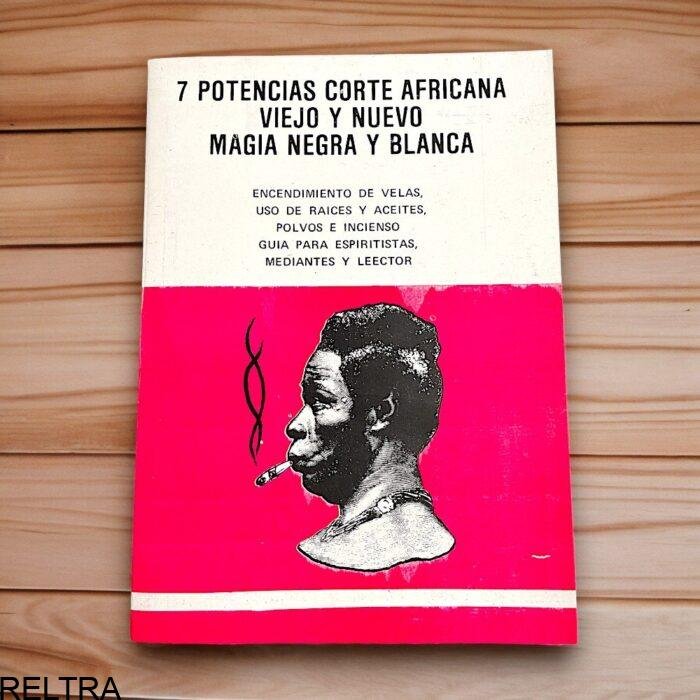 7 POTENCIAS CORTE AFRICANA
VIEJO Y NUEVO
MAGIA NEGRA Y BLANCA
ENCENDIMIENTO DE VELAS,
USO DE RAICES Y ACEITES,
POLVOS E INCIENSO
GUIA PARA ESPIRITISTAS,
MEDIANTES Y LEECTOR
RELTRA